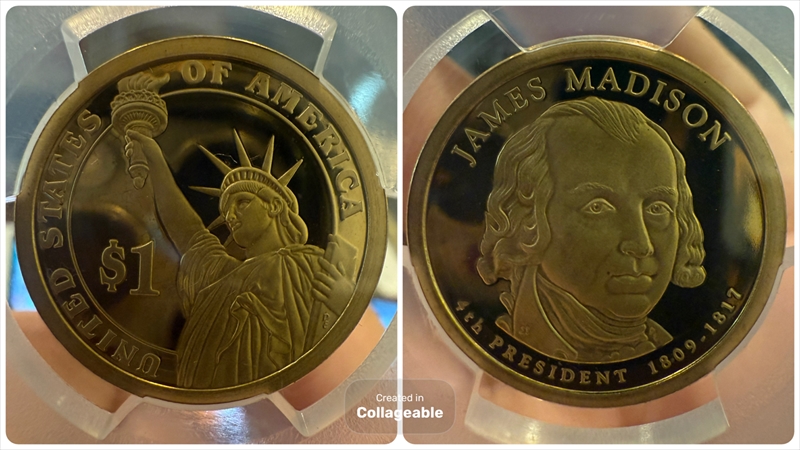 UNITED STATES OF AMERICA
$1
JAMES MADISON
4th PRESIDENT 1809-1817
Created in
Collageable